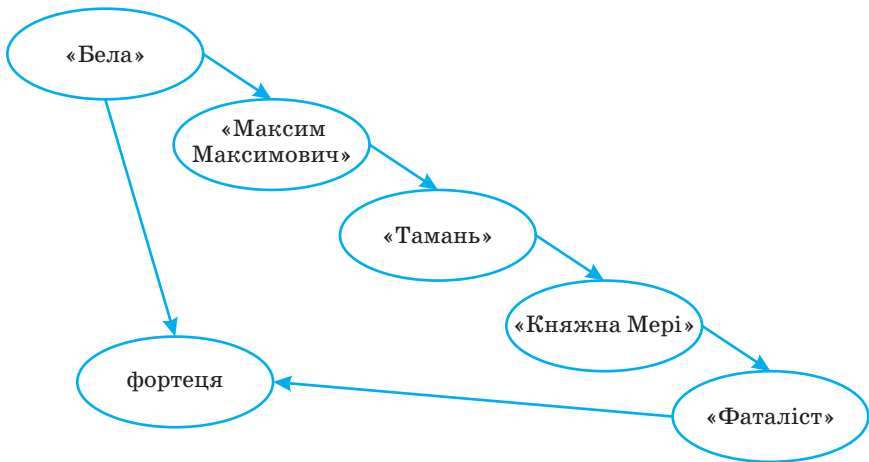 «Бела»
«Максим
Максимович»
«Тамань»
«Княжна Мері»
фортеця
«Фаталіст»